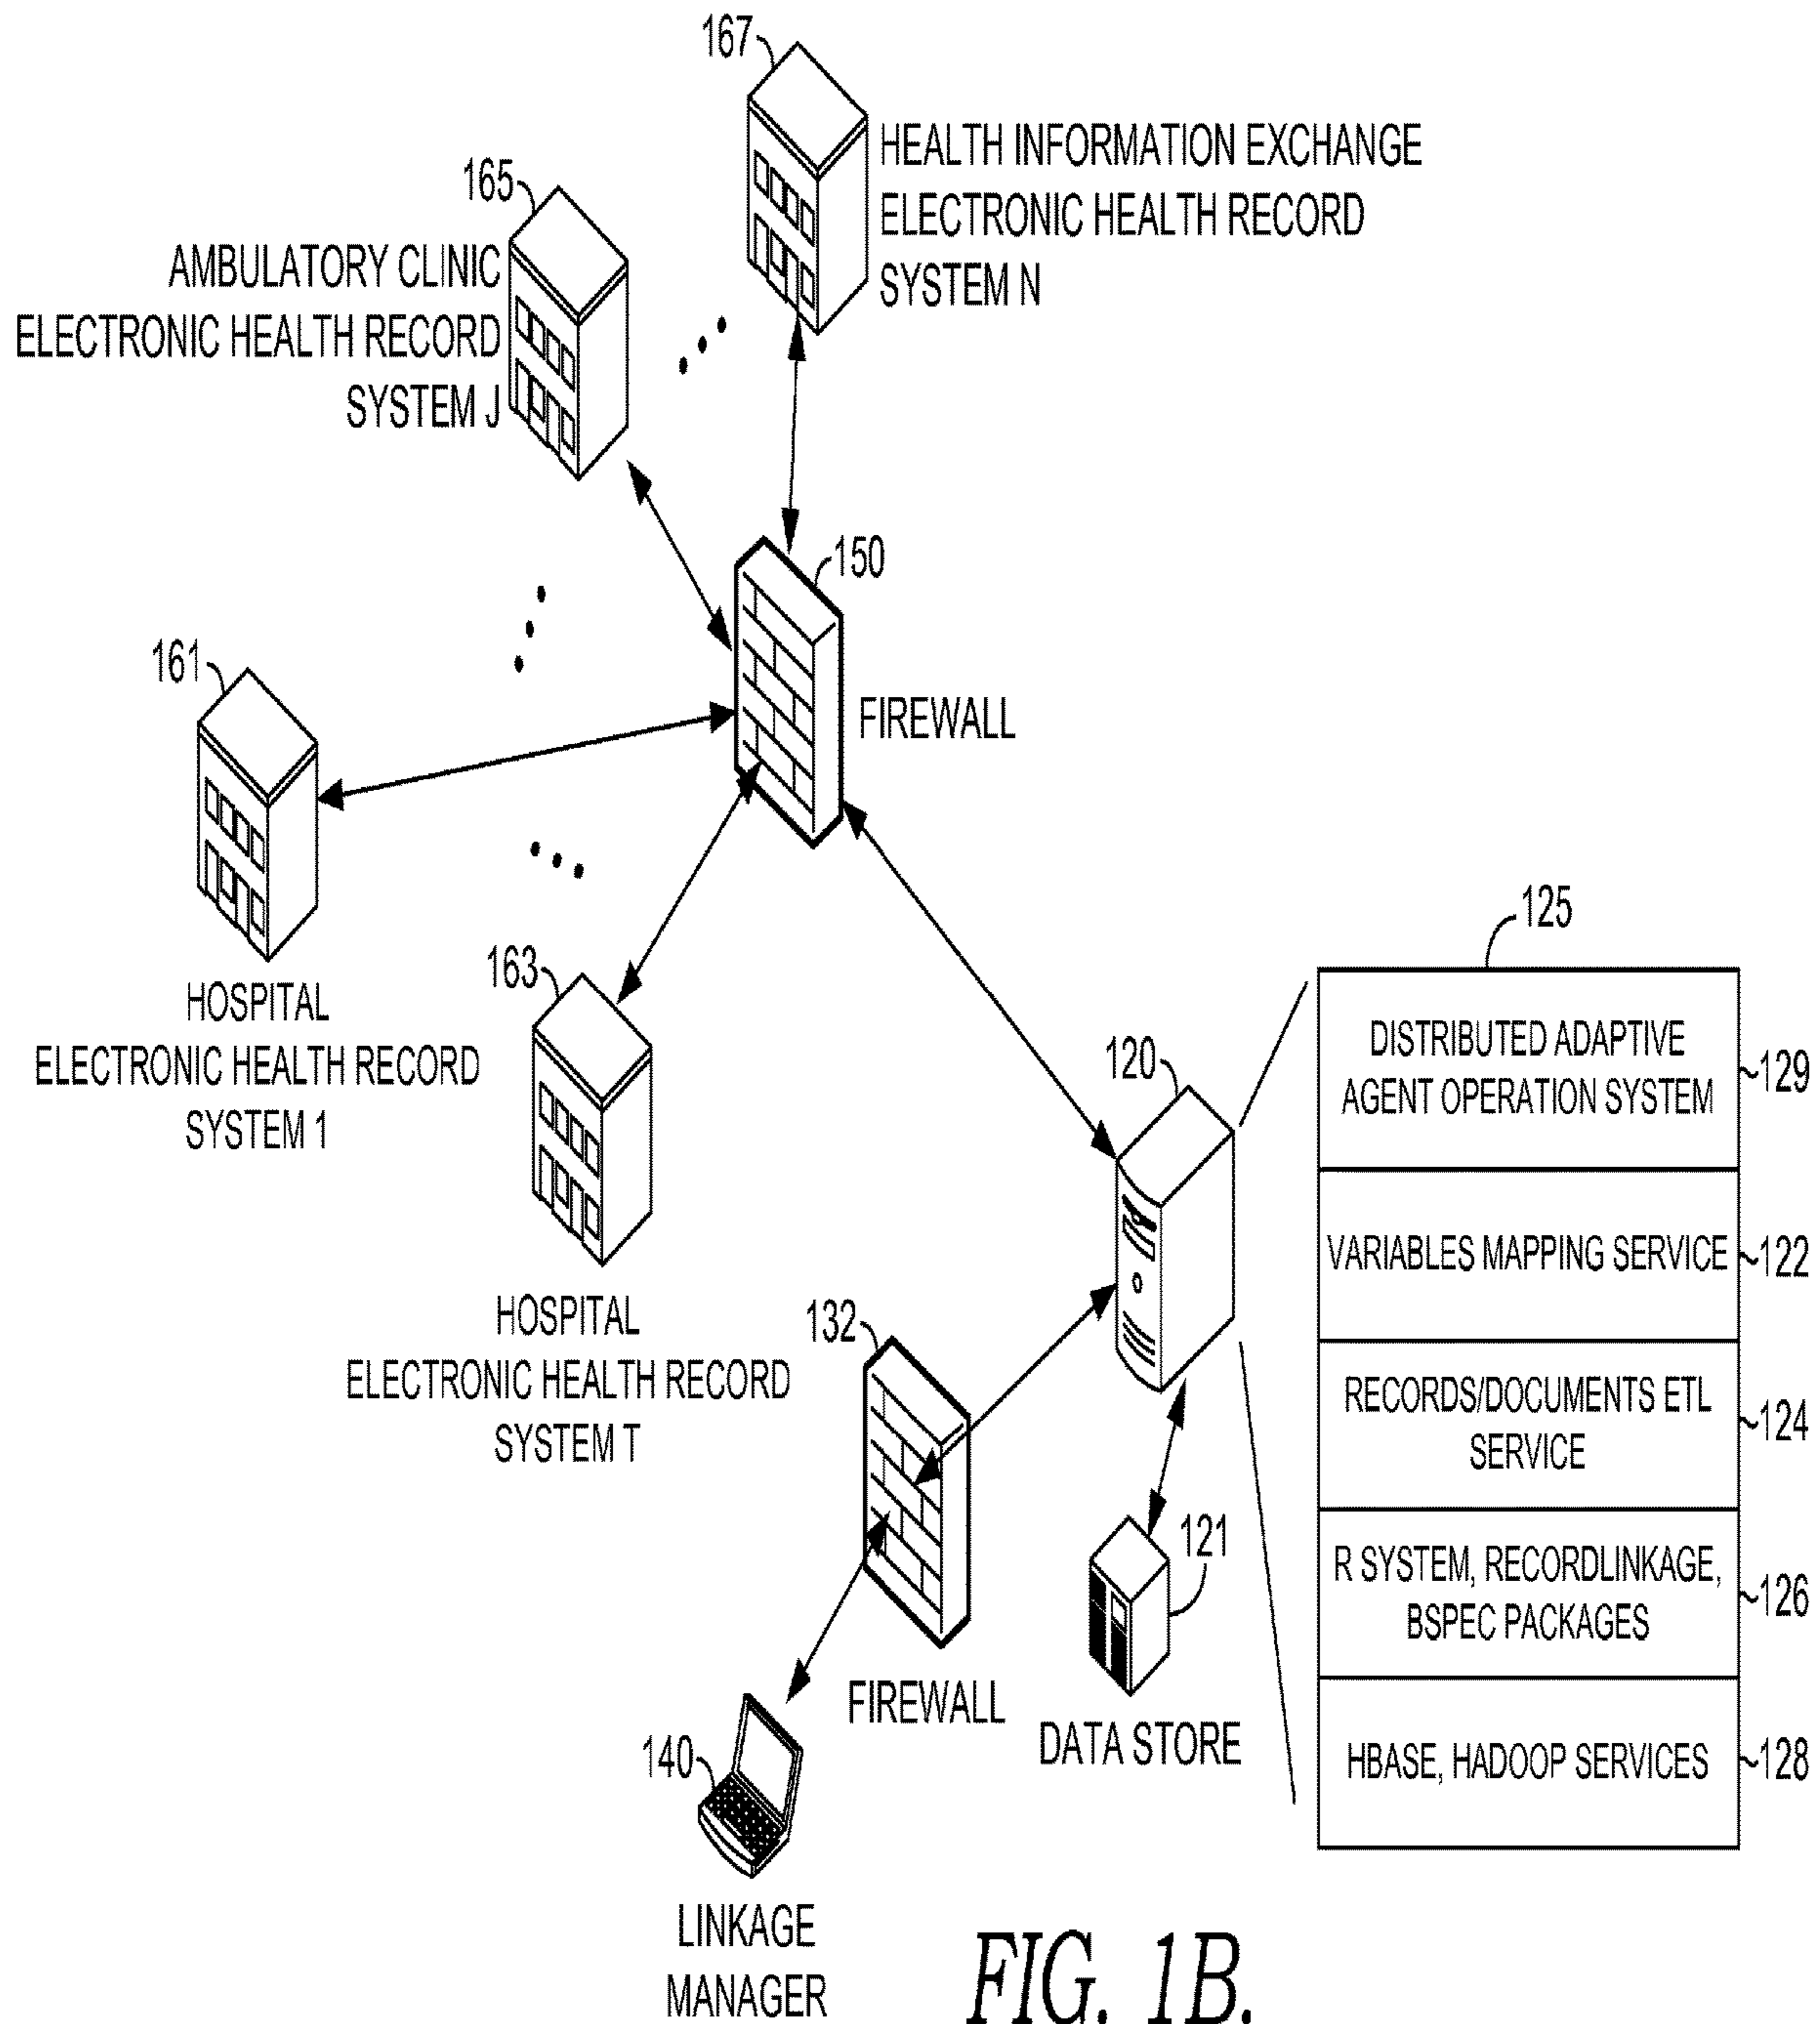 167
HEALTH INFORMATION EXCHANGE
ELECTRONIC HEALTH RECORD
SYSTEM N
165
AMBULATORY CLINIC
ELECTRONIC HEALTH RECORD
SYSTEM J
150
FIREWALL
161
HOSPITAL
ELECTRONIC HEALTH RECORD
SYSTEM 1
163
HOSPITAL
ELECTRONIC HEALTH RECORD
SYSTEM T
125
DISTRIBUTED ADAPTIVE
AGENT OPERATION SYSTEM
129
VARIABLES MAPPING SERVICE
122
RECORDS/DOCUMENTS ETL
SERVICE
124
R SYSTEM, RECORDLINKAGE,
BSPEC PACKAGES
126
HBASE, HADOOP SERVICES
128
120
132
FIREWALL
121
DATA STORE
140
LINKAGE
MANAGER
FIG. 1B.